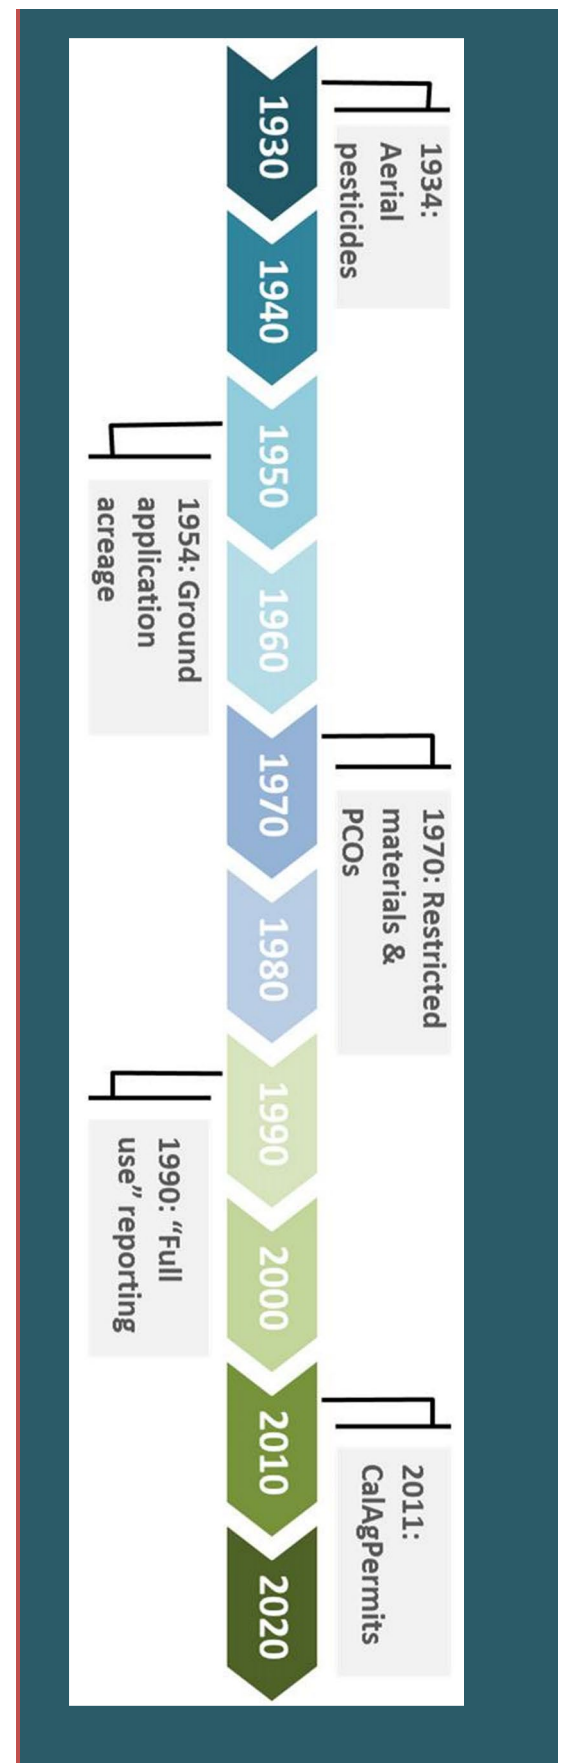 1934:
Aerial
pesticides
1970: Restricted
materials &
PCOs
2011:
CalAgPermits
1930
1940
1950
1960
1970
1980
1990
2000
2010
2020
1954: Ground
application
acreage
1990: “Full
use” reporting